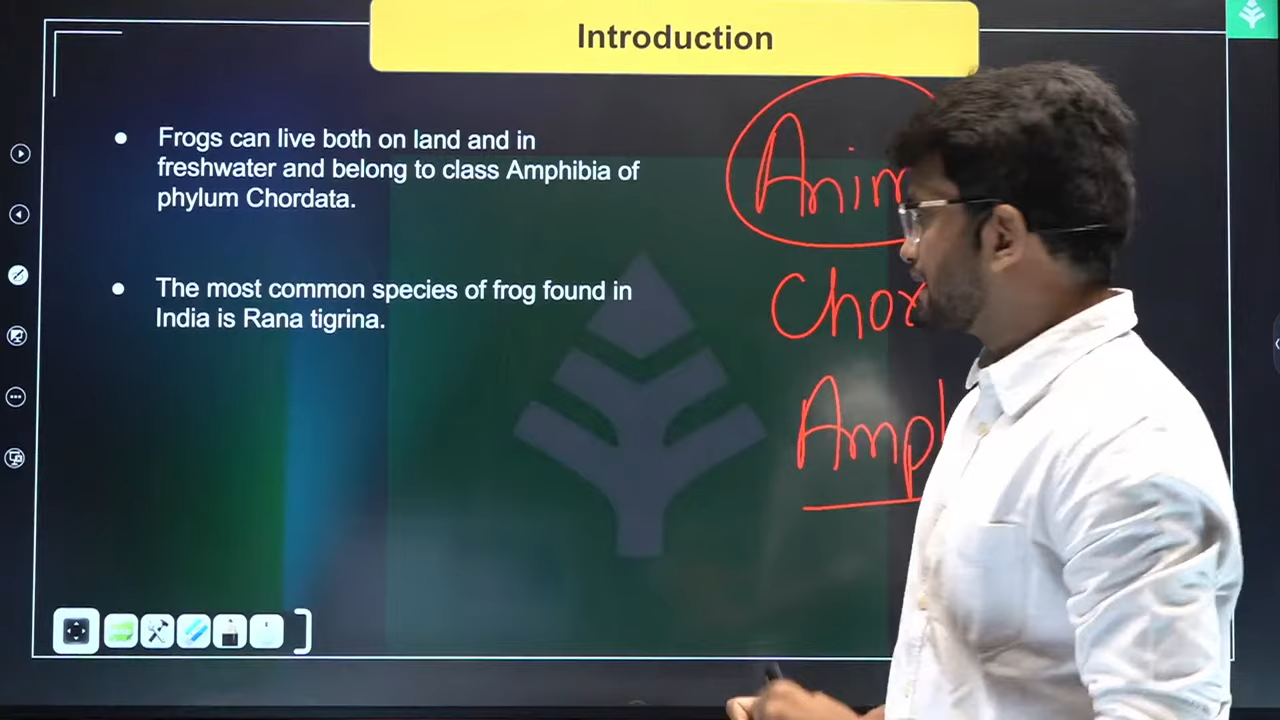 Introduction
Frogs can live both on land and in
freshwater and belong to class Amphibia of
phylum Chordata.
The most common species of frog found in
India is Rana tigrina.